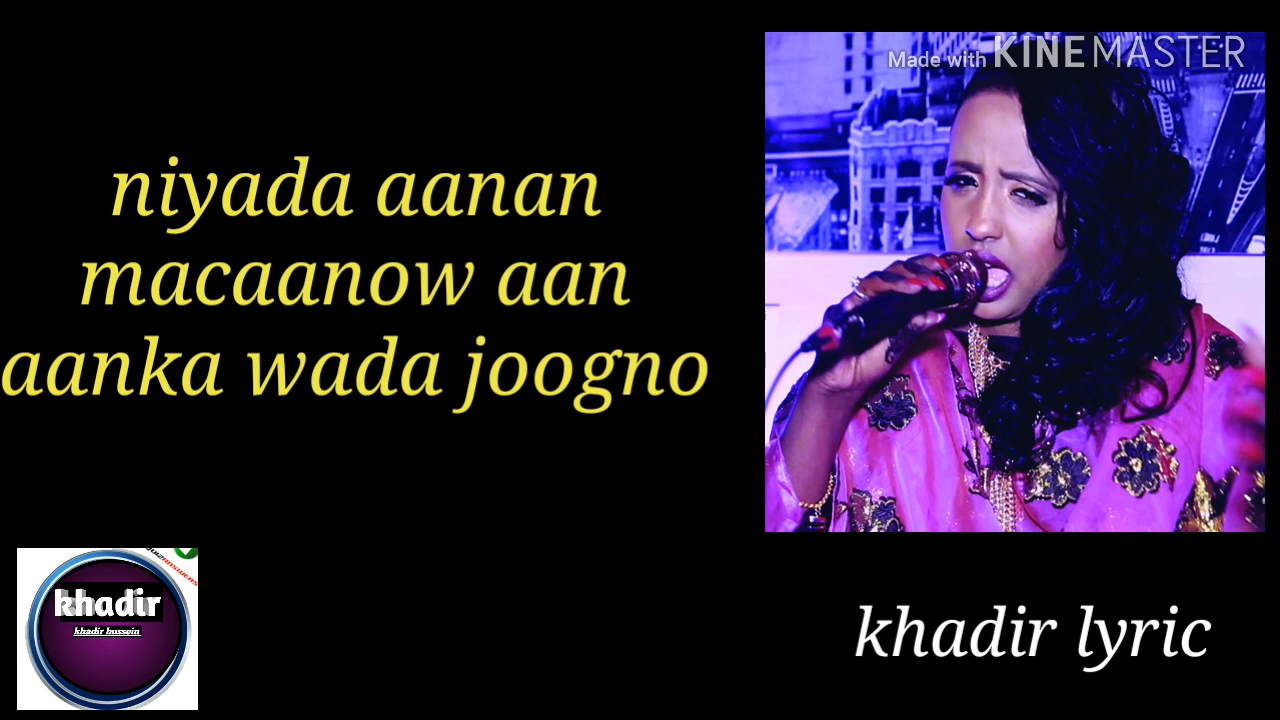 Made with KINEMASTER
niyada aanan
macaanow aan
aanka wada joogno
khadir
khadir hussein
khadir lyric